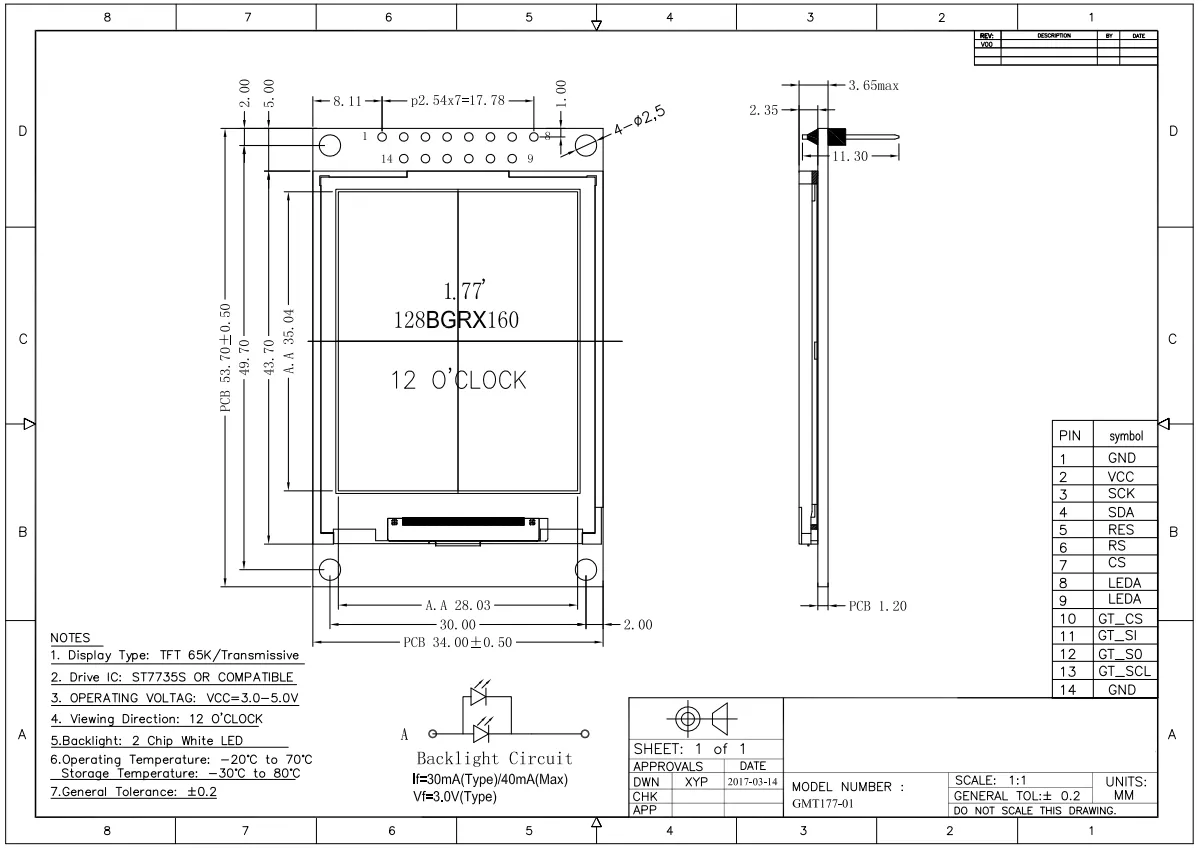 8 7 6 5 4 3 2 1
REV: DESCRIPTION BY DATE
V00
D
D
2.00
5.00
8.11
p2.54x7=17.78
1.00
4-ø2,5
1
8
14
9
3.65max
2.35
11.30
1.77'
128BGRX160
12 O'CLOCK
PCB 53.70±0.50
49.70
43.70
A.A 35.04
C
C
B
B
A.A 28.03
30.00
2.00
PCB 34.00±0.50
PCB 1.20
PIN symbol
1 GND
2 VCC
3 SCK
4 SDA
5 RES
6 RS
7 CS
8 LEDA
9 LEDA
10 GT_CS
11 GT_SI
12 GT_SO
13 GT_SCL
14 GND
NOTES
1. Display Type: TFT 65K/Transmissive
2. Drive IC: ST7735S OR COMPATIBLE
3. OPERATING VOLTAG: VCC=3.0-5.0V
4. Viewing Direction: 12 O'CLOCK
5.Backlight: 2 Chip White LED
6.Operating Temperature: -20℃ to 70℃
Storage Temperature: -30℃ to 80℃
7.General Tolerance: ±0.2
A
Backlight Circuit
If=30mA(Type)/40mA(Max)
Vf=3.0V(Type)
A
A
SHEET: 1 of 1
APPROVALS DATE
DWN XYP 2017-03-14
CHK
APP
MODEL NUMBER :
GMT177-01
SCALE: 1:1
GENERAL TOL:± 0.2
DO NOT SCALE THIS DRAWING.
UNITS:
MM
8 7 6 5 4 3 2 1